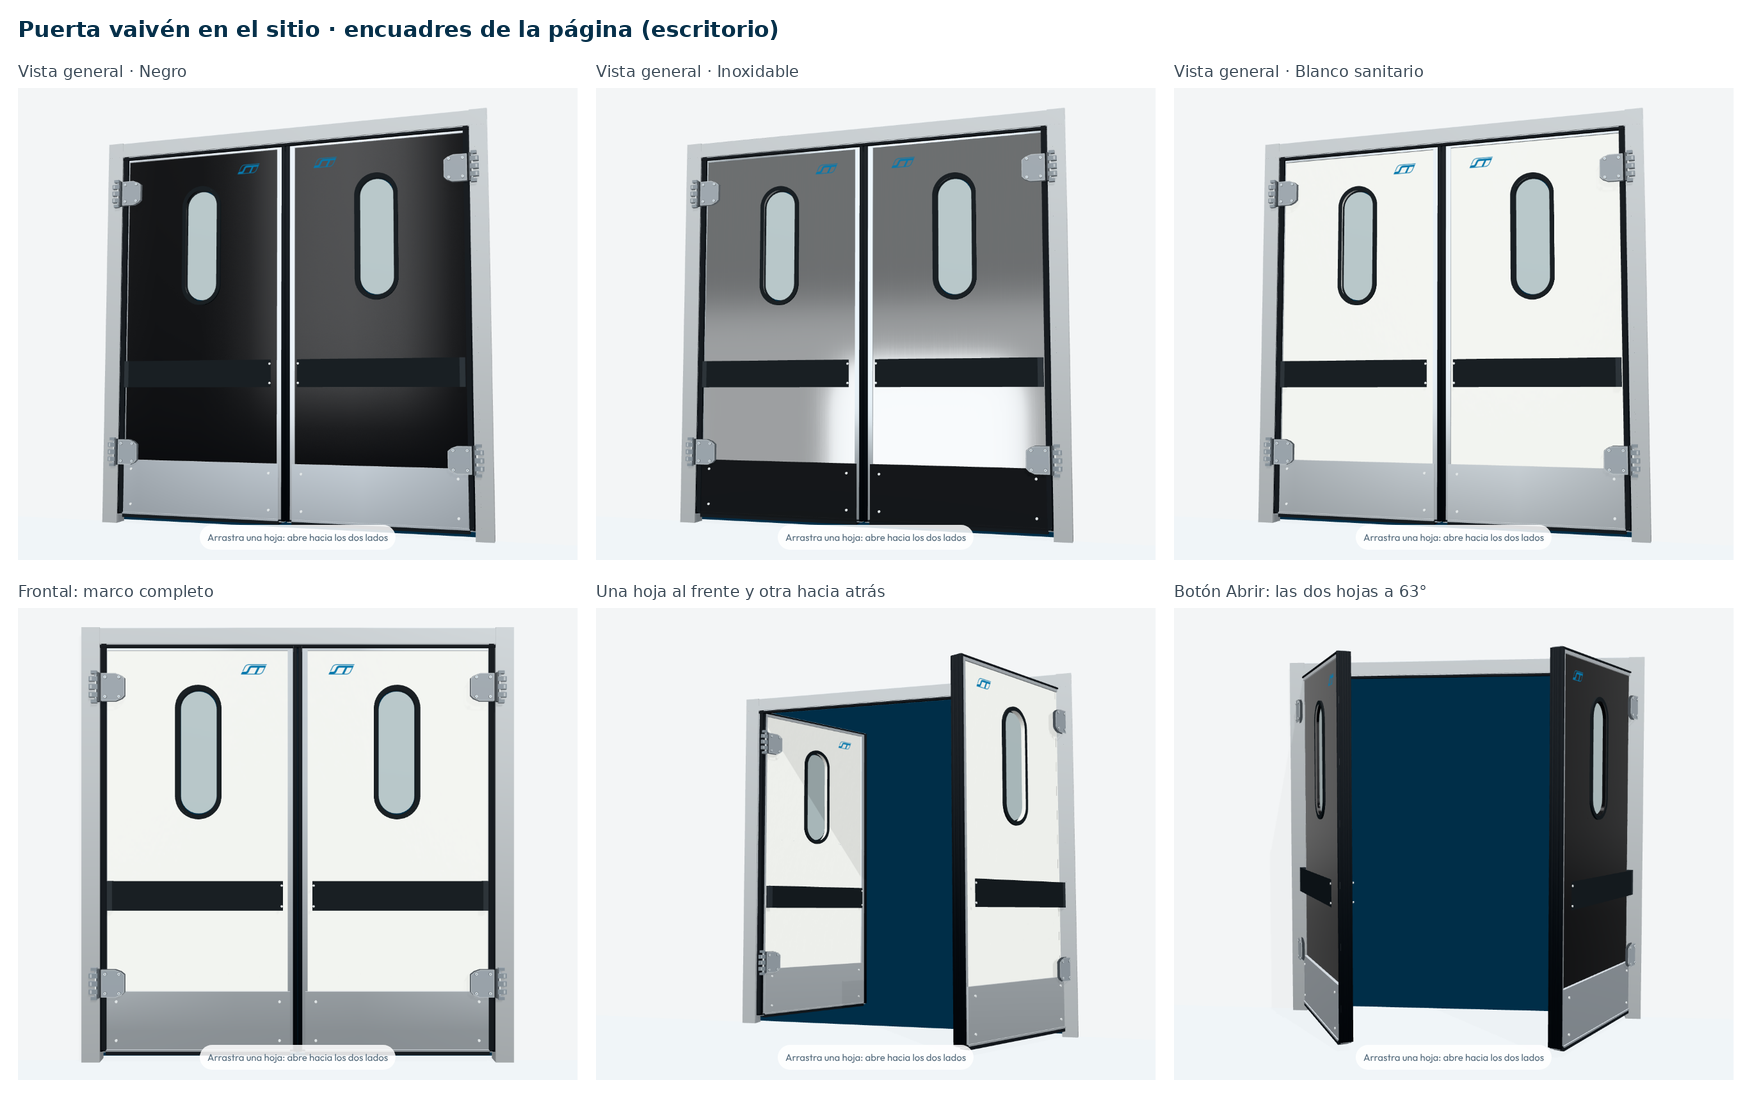 Puerta vaivén en el sitio · encuadres de la página (escritorio)
Vista general · Negro
Vista general · Inoxidable
Vista general · Blanco sanitario
Arrastra una hoja: abre hacia los dos lados
Arrastra una hoja: abre hacia los dos lados
Arrastra una hoja: abre hacia los dos lados
Frontal: marco completo
Una hoja al frente y otra hacia atrás
Botón Abrir: las dos hojas a 63°
Arrastra una hoja: abre hacia los dos lados
Arrastra una hoja: abre hacia los dos lados
Arrastra una hoja: abre hacia los dos lados